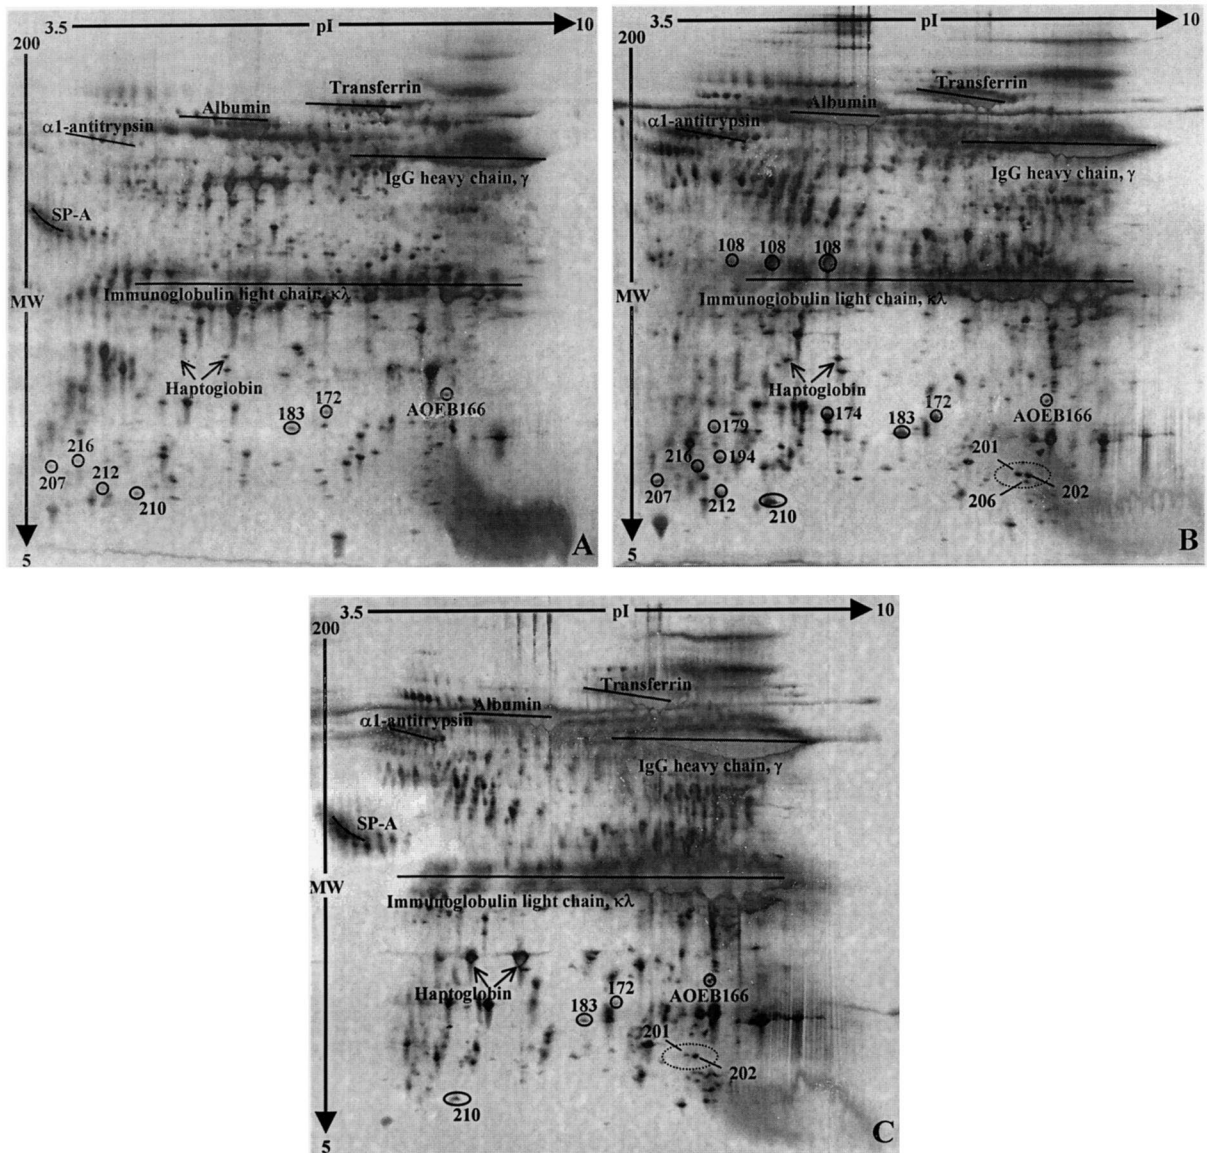 3.5 pI 10
200
Transferrin
Albumin
α1-antitrypsin
IgG heavy chain, γ
SP-A
MW
Immunoglobulin light chain, κλ
Haptoglobin
AOEB166
183
172
216
207
212
210
5
A
3.5 pI 10
200
Transferrin
Albumin
α1-antitrypsin
IgG heavy chain, γ
108 108 108
MW
Immunoglobulin light chain, κλ
Haptoglobin
AOEB166
179
174
172
183
194
216
201
202
206
207
212
210
5
B
3.5 pI 10
200
Transferrin
Albumin
α1-antitrypsin
IgG heavy chain, γ
SP-A
MW
Immunoglobulin light chain, κλ
Haptoglobin
AOEB166
172
183
201
202
210
5
C